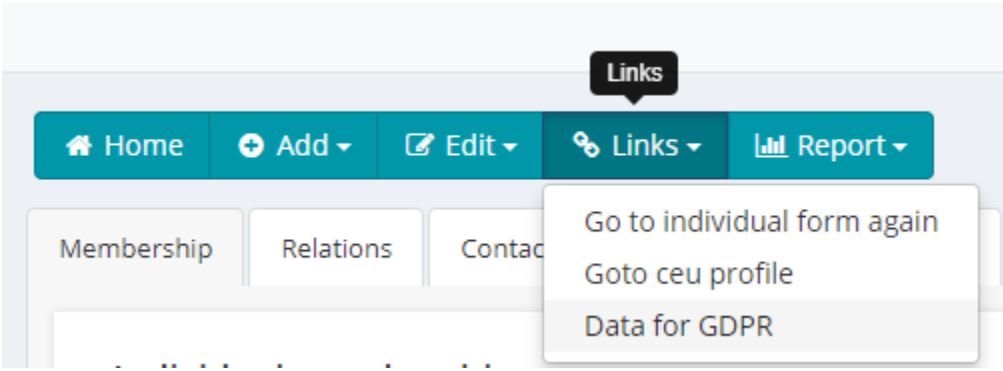 Links
Home Add Edit Links Report
Membership Relations
Go to individual form again
Goto ceu profile
Data for GDPR